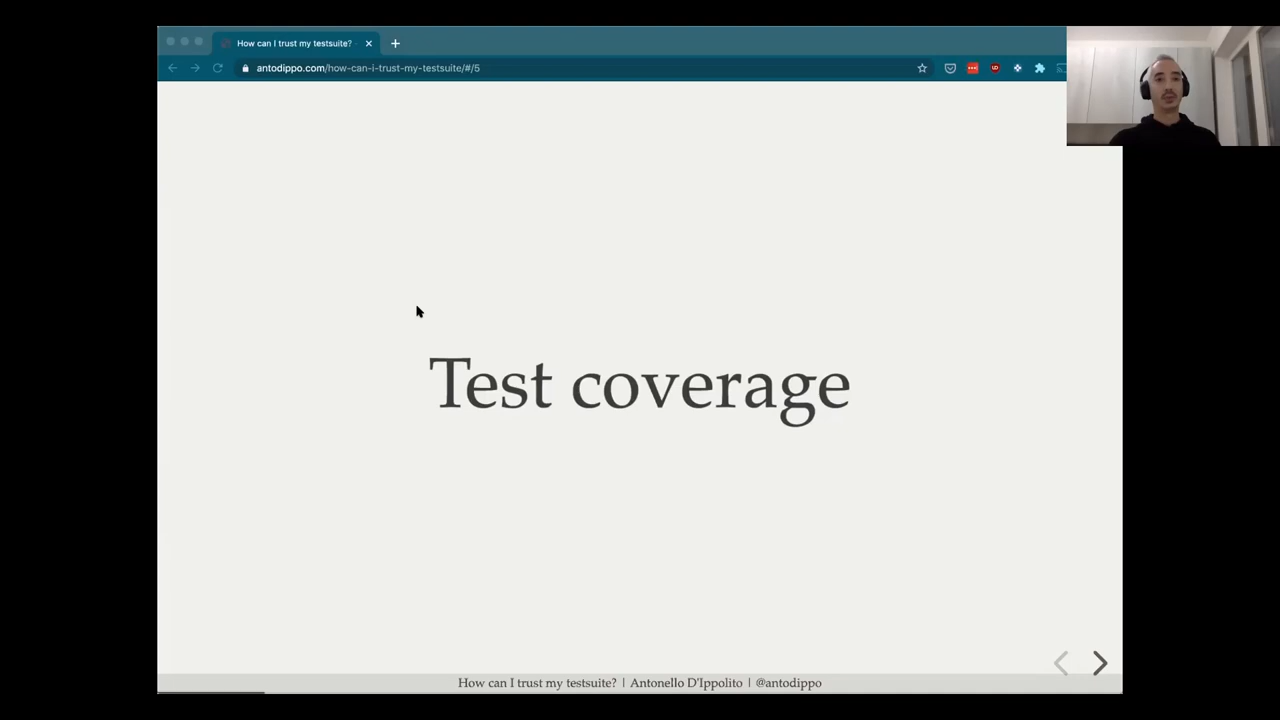 How can I trust my testsuite?
antodippo.com/how-can-i-trust-my-testsuite/#/5
Test coverage
How can I trust my testsuite? | Antonello D'Ippolito | @antodippo